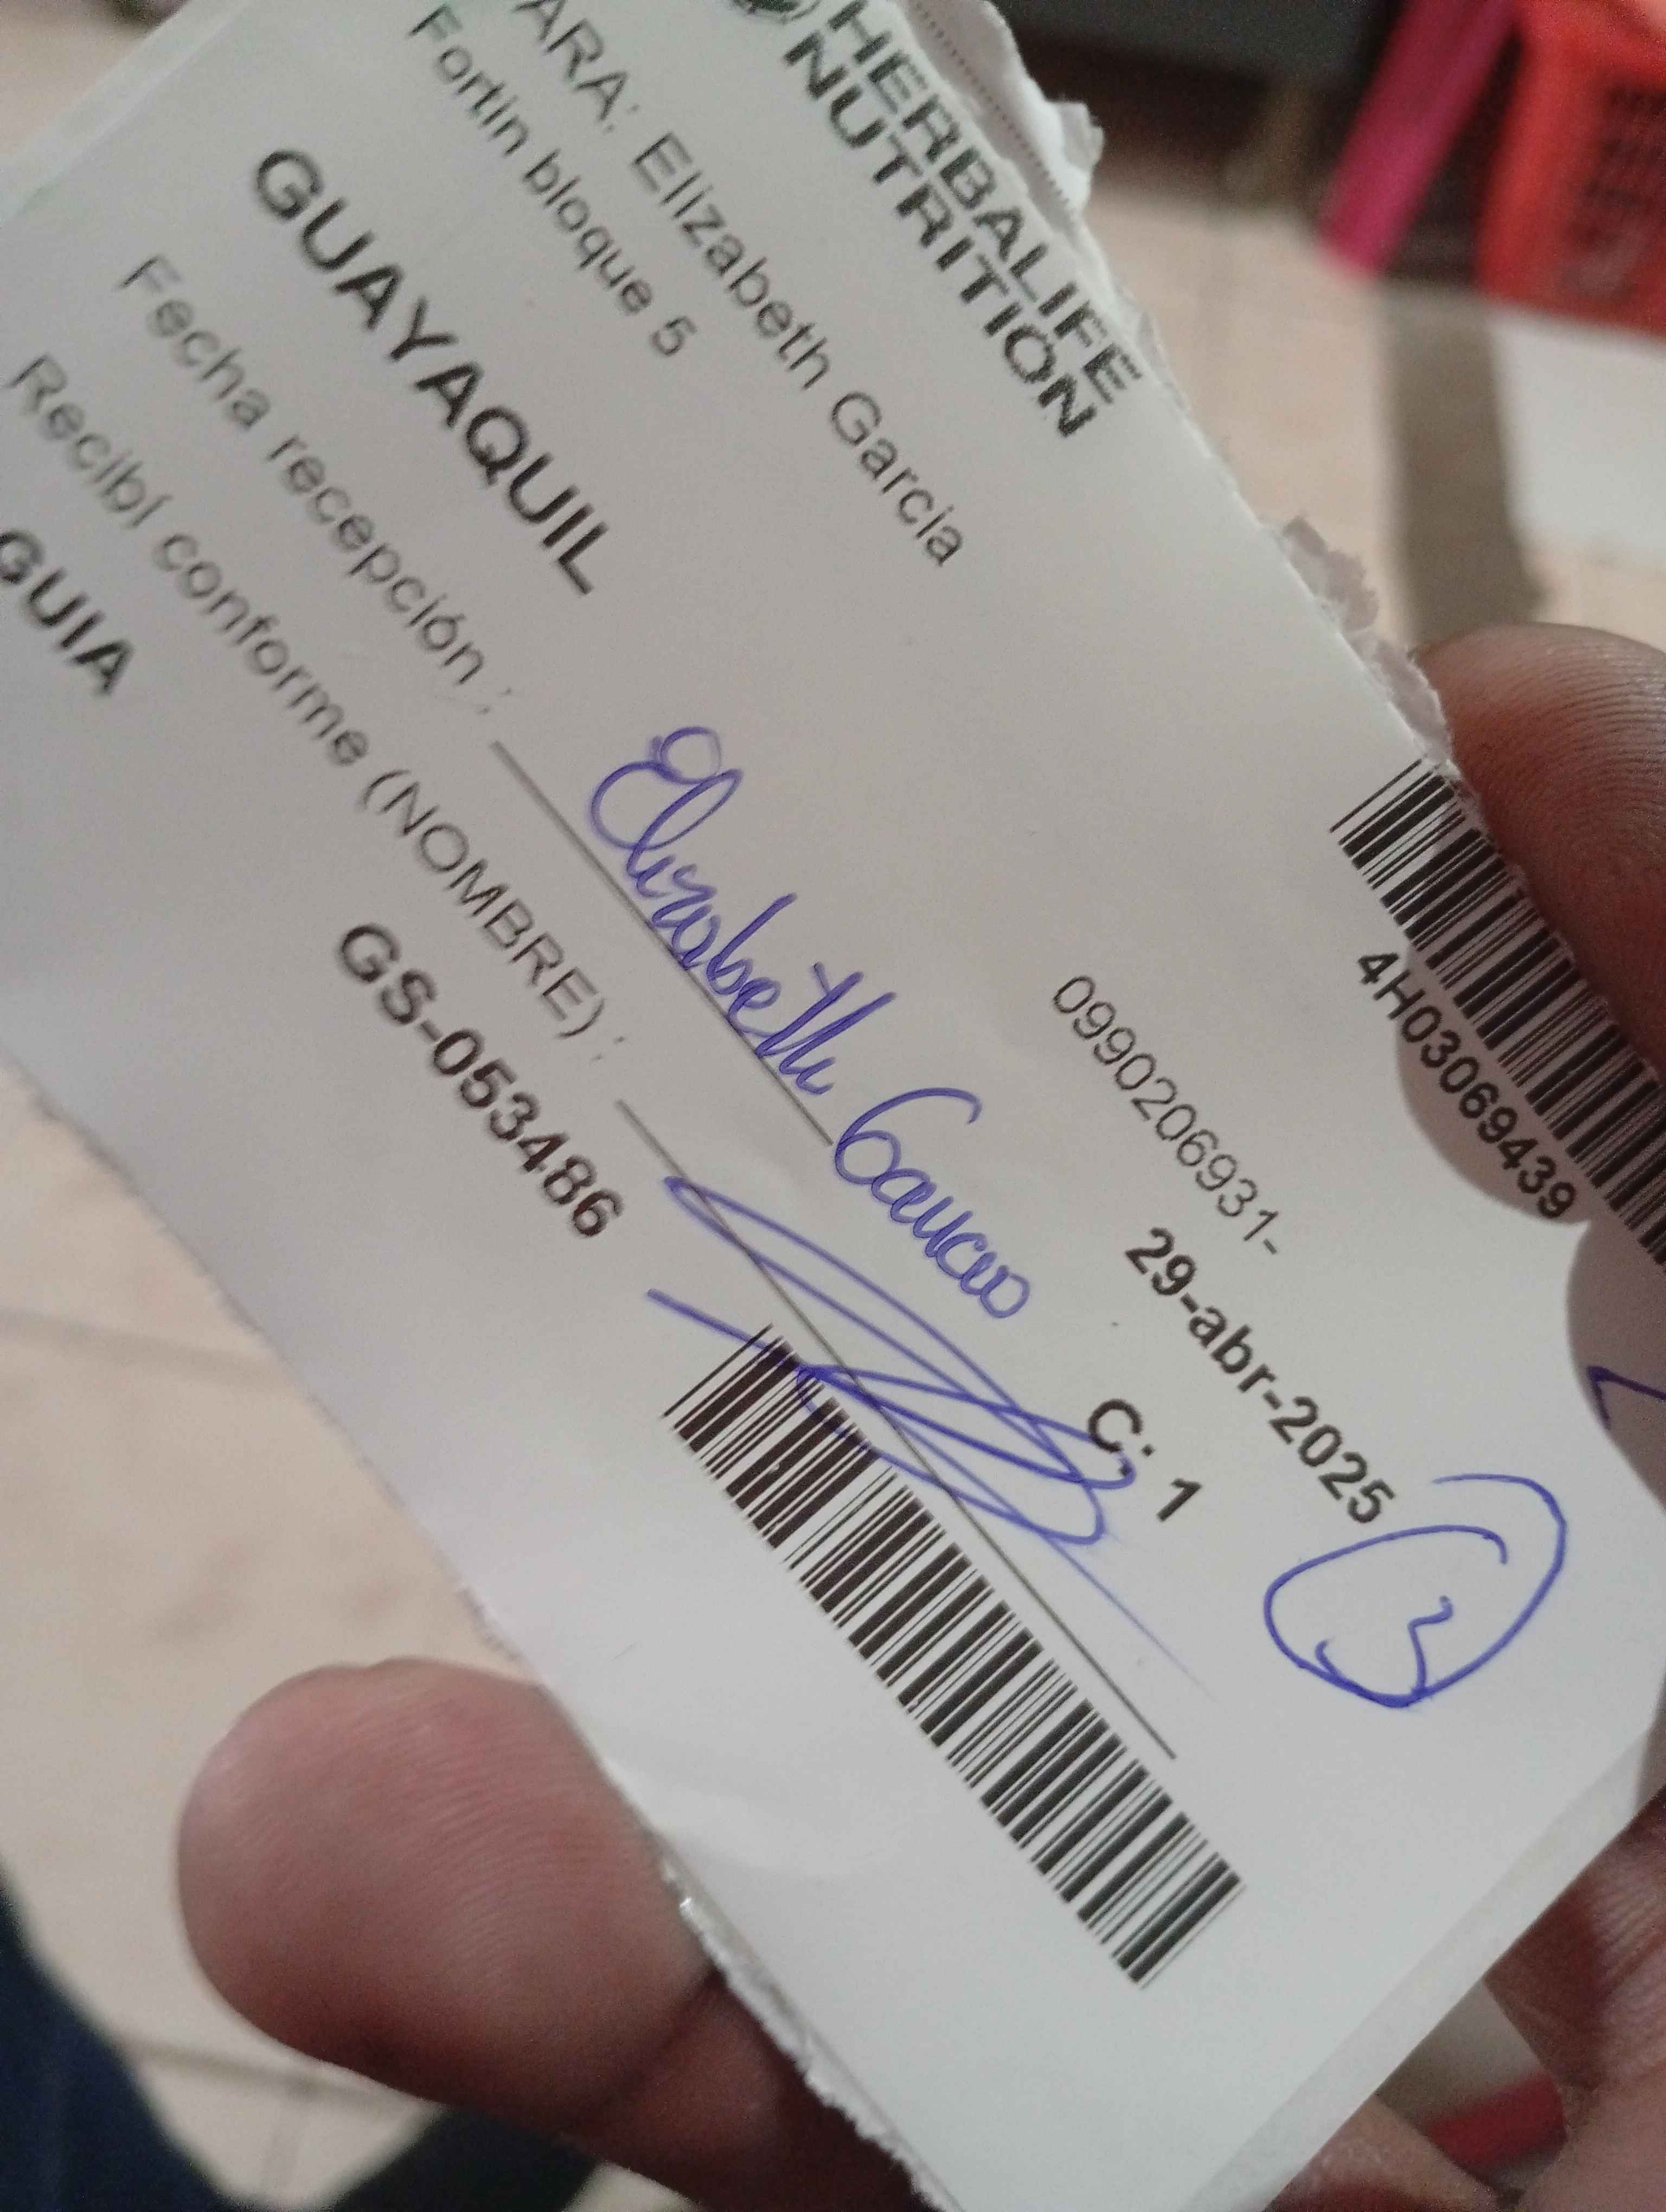 HERBALIFE
NUTRITION
4H03069439
ARA: Elizabeth Garcia
0990206931-
Fortin bloque 5
29-abr-2025
3
GUAYAQUIL
C: 1
Fecha recepción :
Elizabeth Garcia
Recibí conforme (NOMBRE) :
GUIA
GS-053486